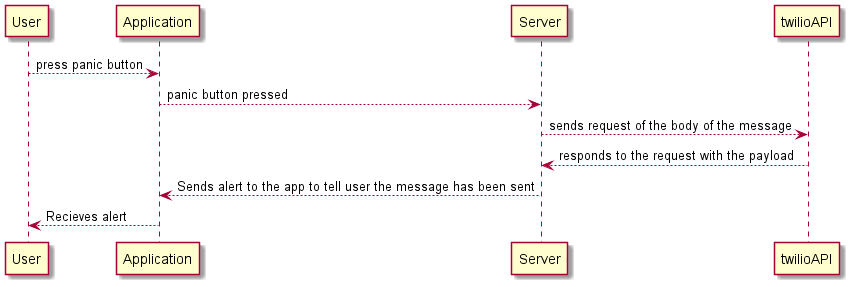 User
Application
Server
twilioAPI
press panic button
panic button pressed
sends request of the body of the message
responds to the request with the payload
Sends alert to the app to tell user the message has been sent
Recieves alert
User
Application
Server
twilioAPI